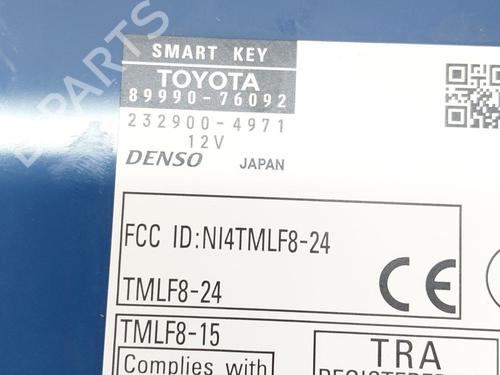 SMART KEY
TOYOTA
89990-76092
232900-4971
12V
DENSO JAPAN
FCC ID:NI4TMLF8-24
TMLF8-24
TMLF8-15
Complies with
TRA
B-PARTS